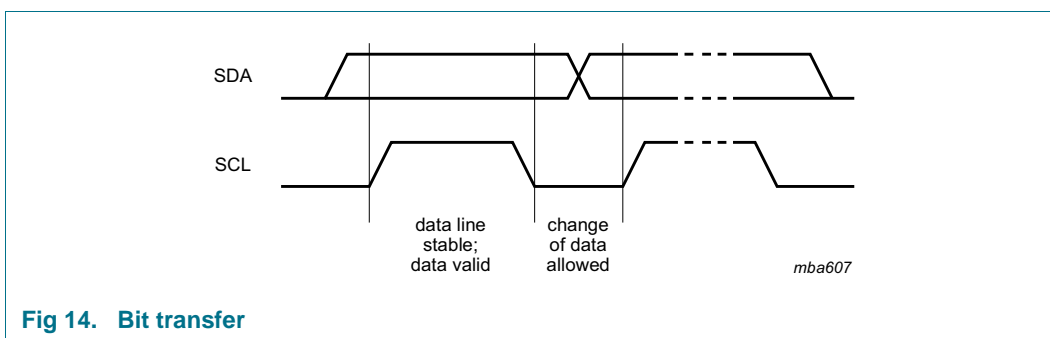 SDA
SCL
data line
stable;
data valid
change
of data
allowed
mba607
Fig 14. Bit transfer